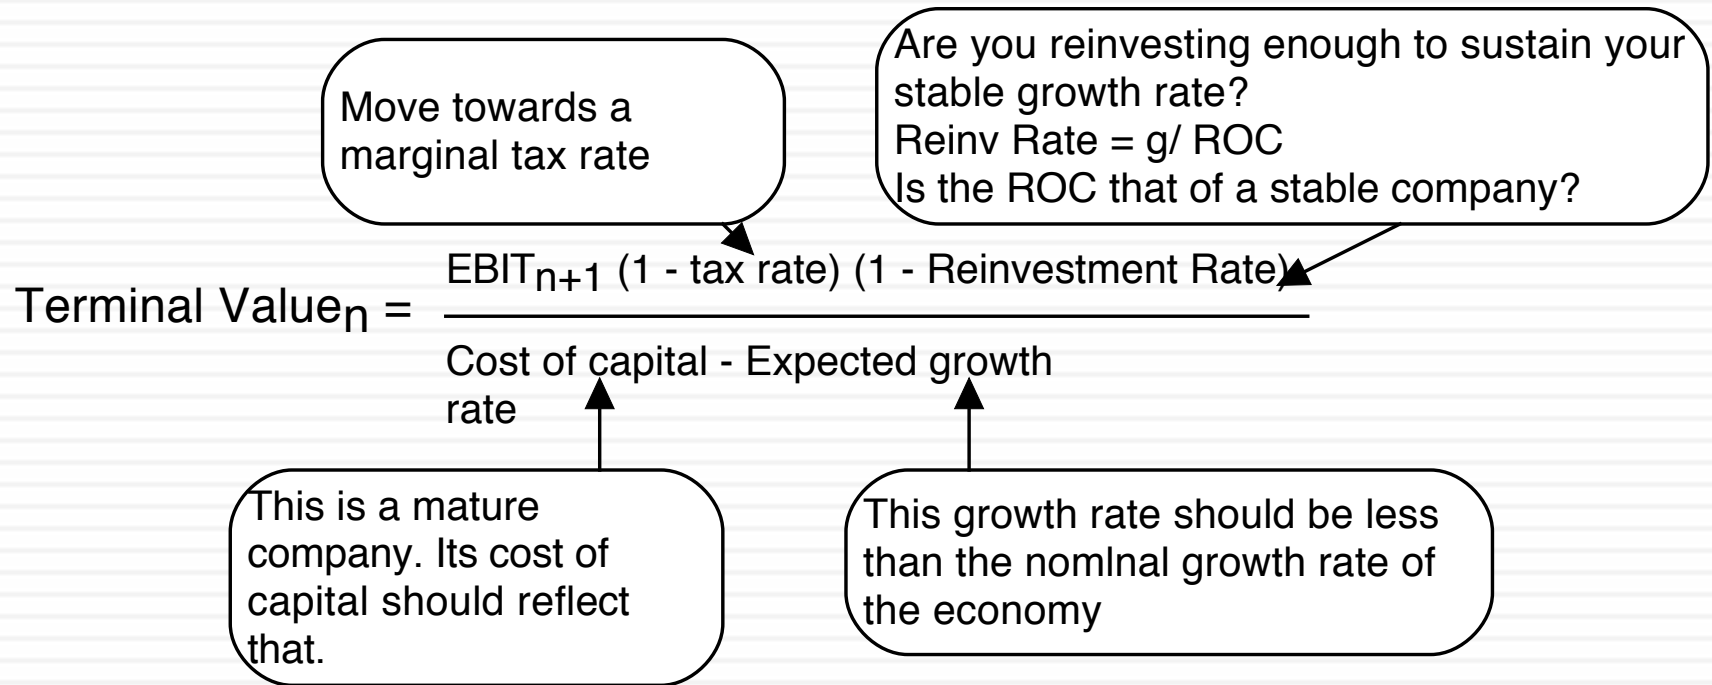 Move towards a
marginal tax rate
Are you reinvesting enough to sustain your
stable growth rate?
Reinv Rate = g/ ROC
Is the ROC that of a stable company?
Terminal Valuen =
EBITn+1 (1 - tax rate) (1 - Reinvestment Rate)
Cost of capital - Expected growth
rate
This is a mature
company. Its cost of
capital should reflect
that.
This growth rate should be less
than the nomInal growth rate of
the economy